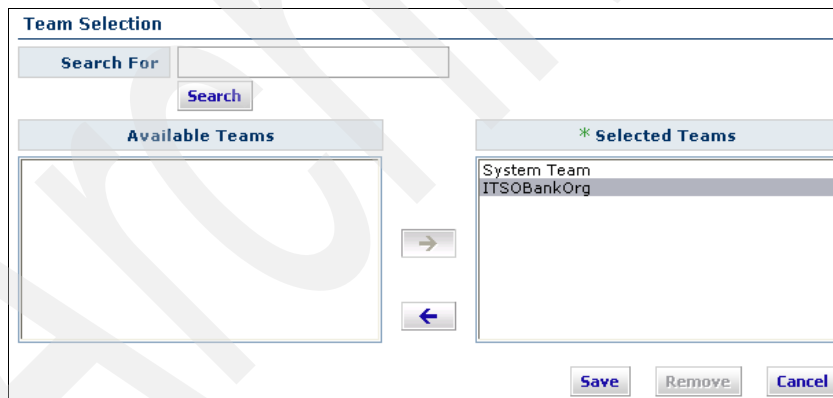 Team Selection
Search For
Search
Available Teams
* Selected Teams
System Team
ITSOBankOrg
→
←
Save Remove Cancel